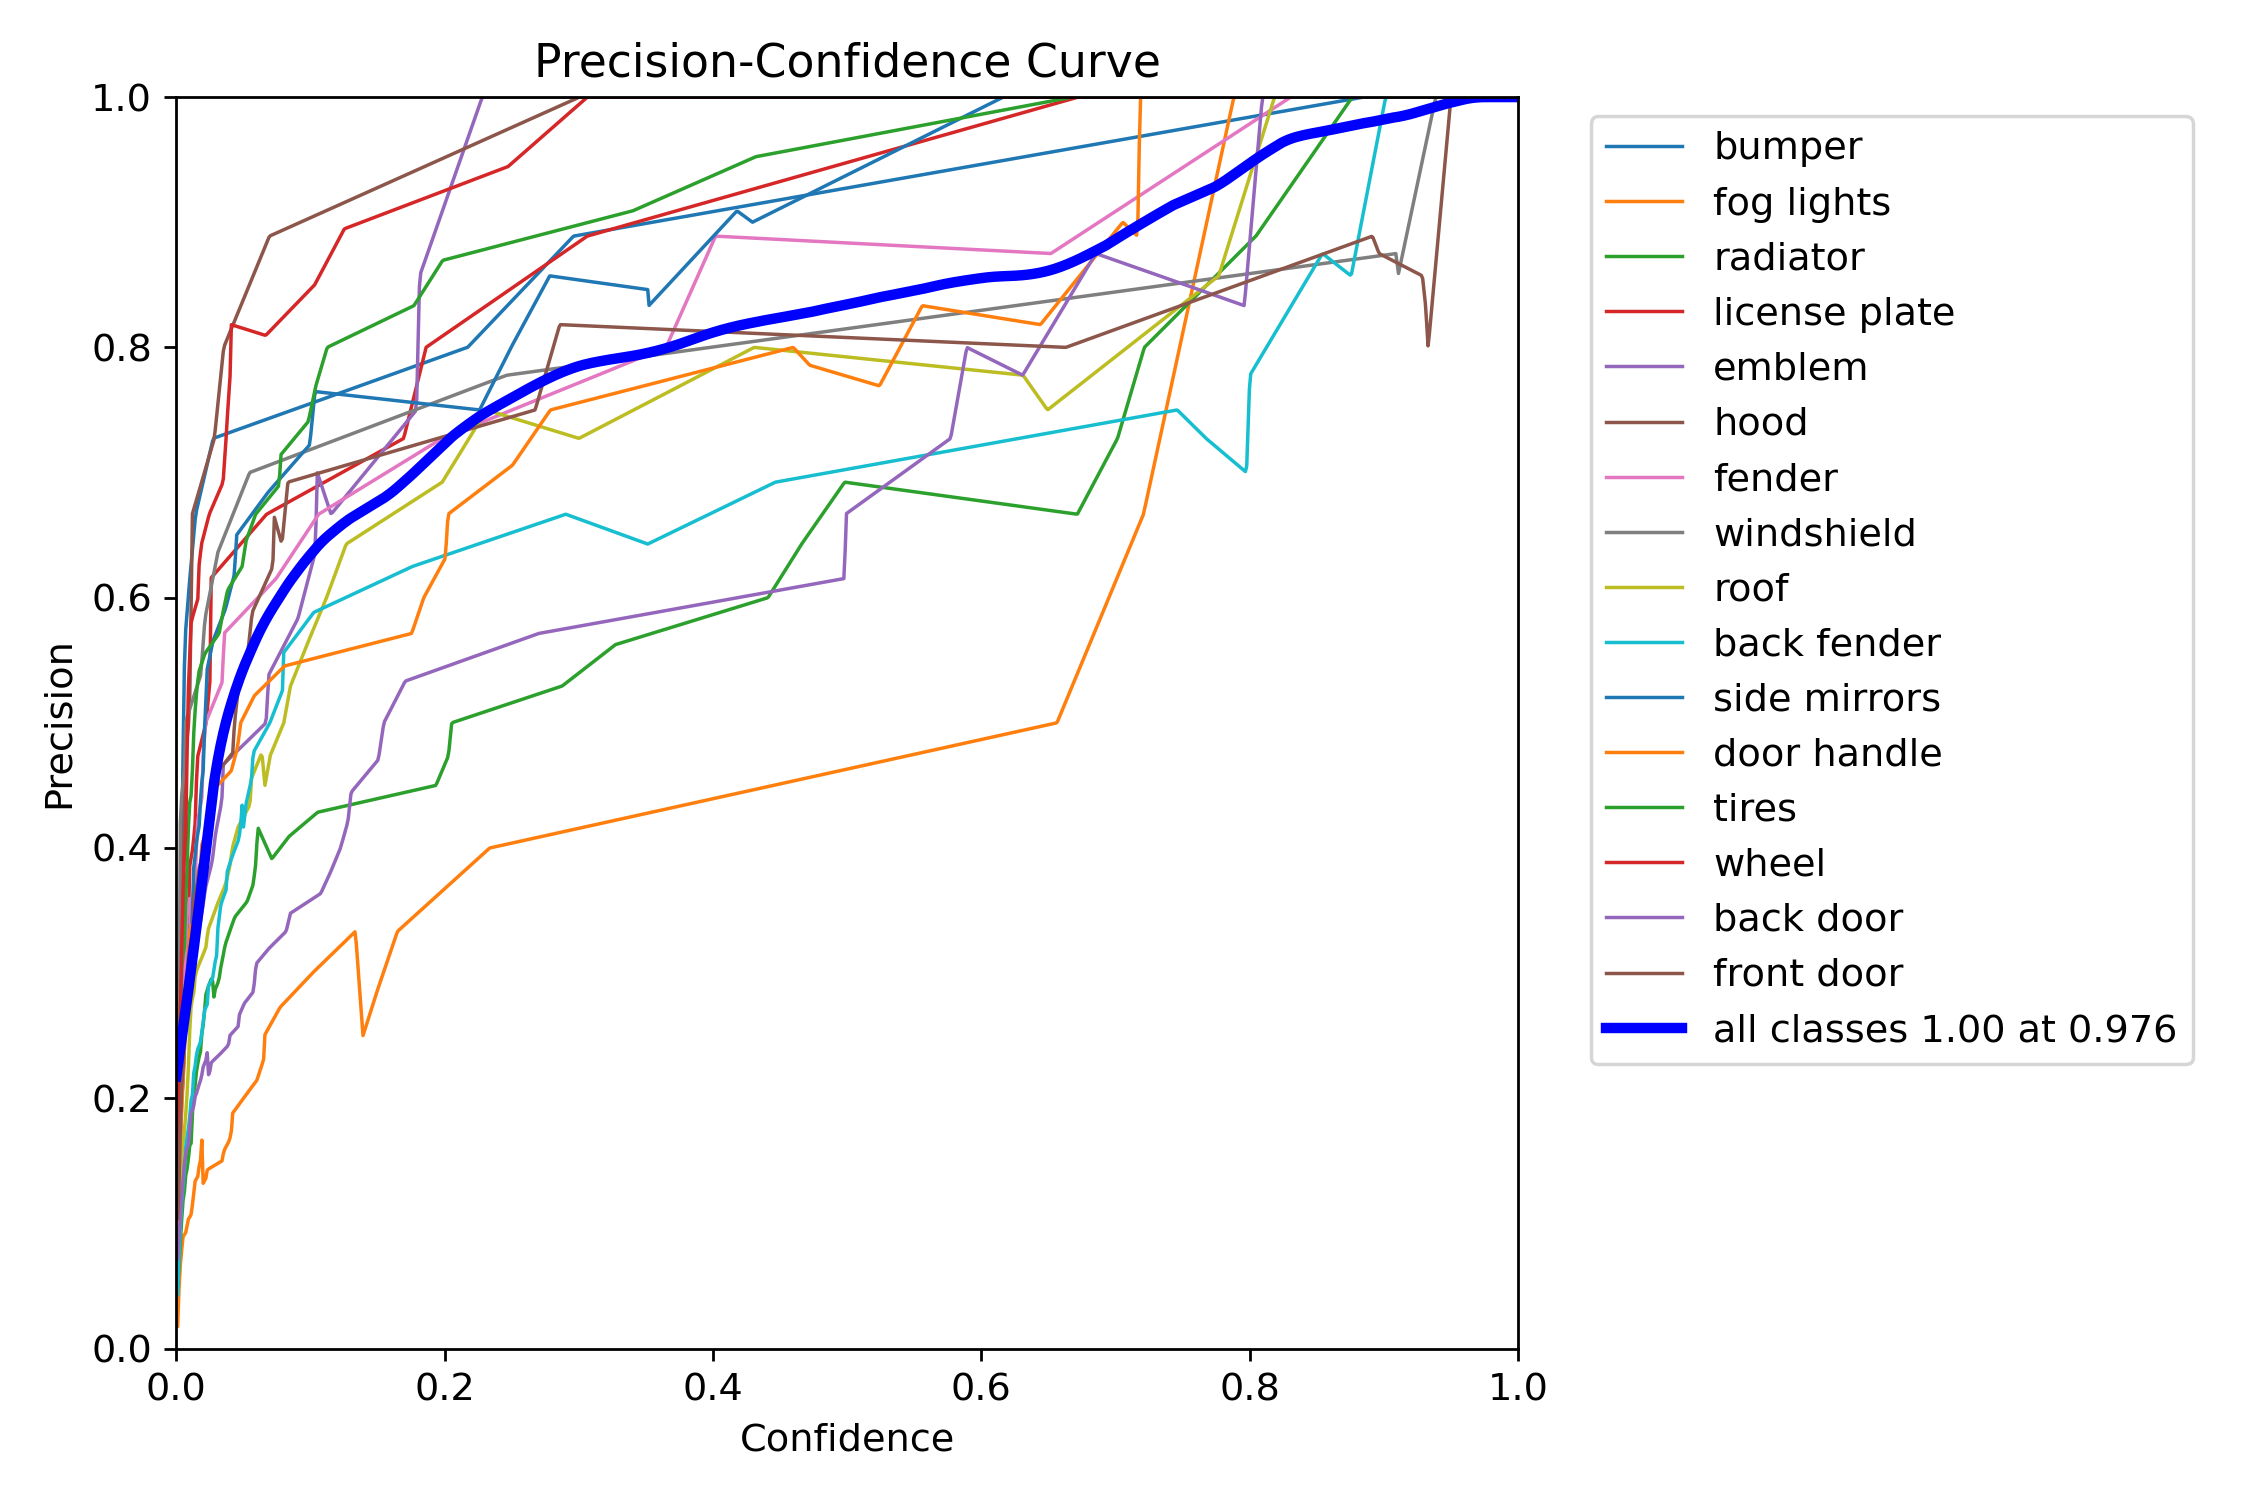 Precision-Confidence Curve
1.0
0.8
0.6
0.4
0.2
0.0
Precision
0.0 0.2 0.4 0.6 0.8 1.0
Confidence
bumper
fog lights
radiator
license plate
emblem
hood
fender
windshield
roof
back fender
side mirrors
door handle
tires
wheel
back door
front door
all classes 1.00 at 0.976